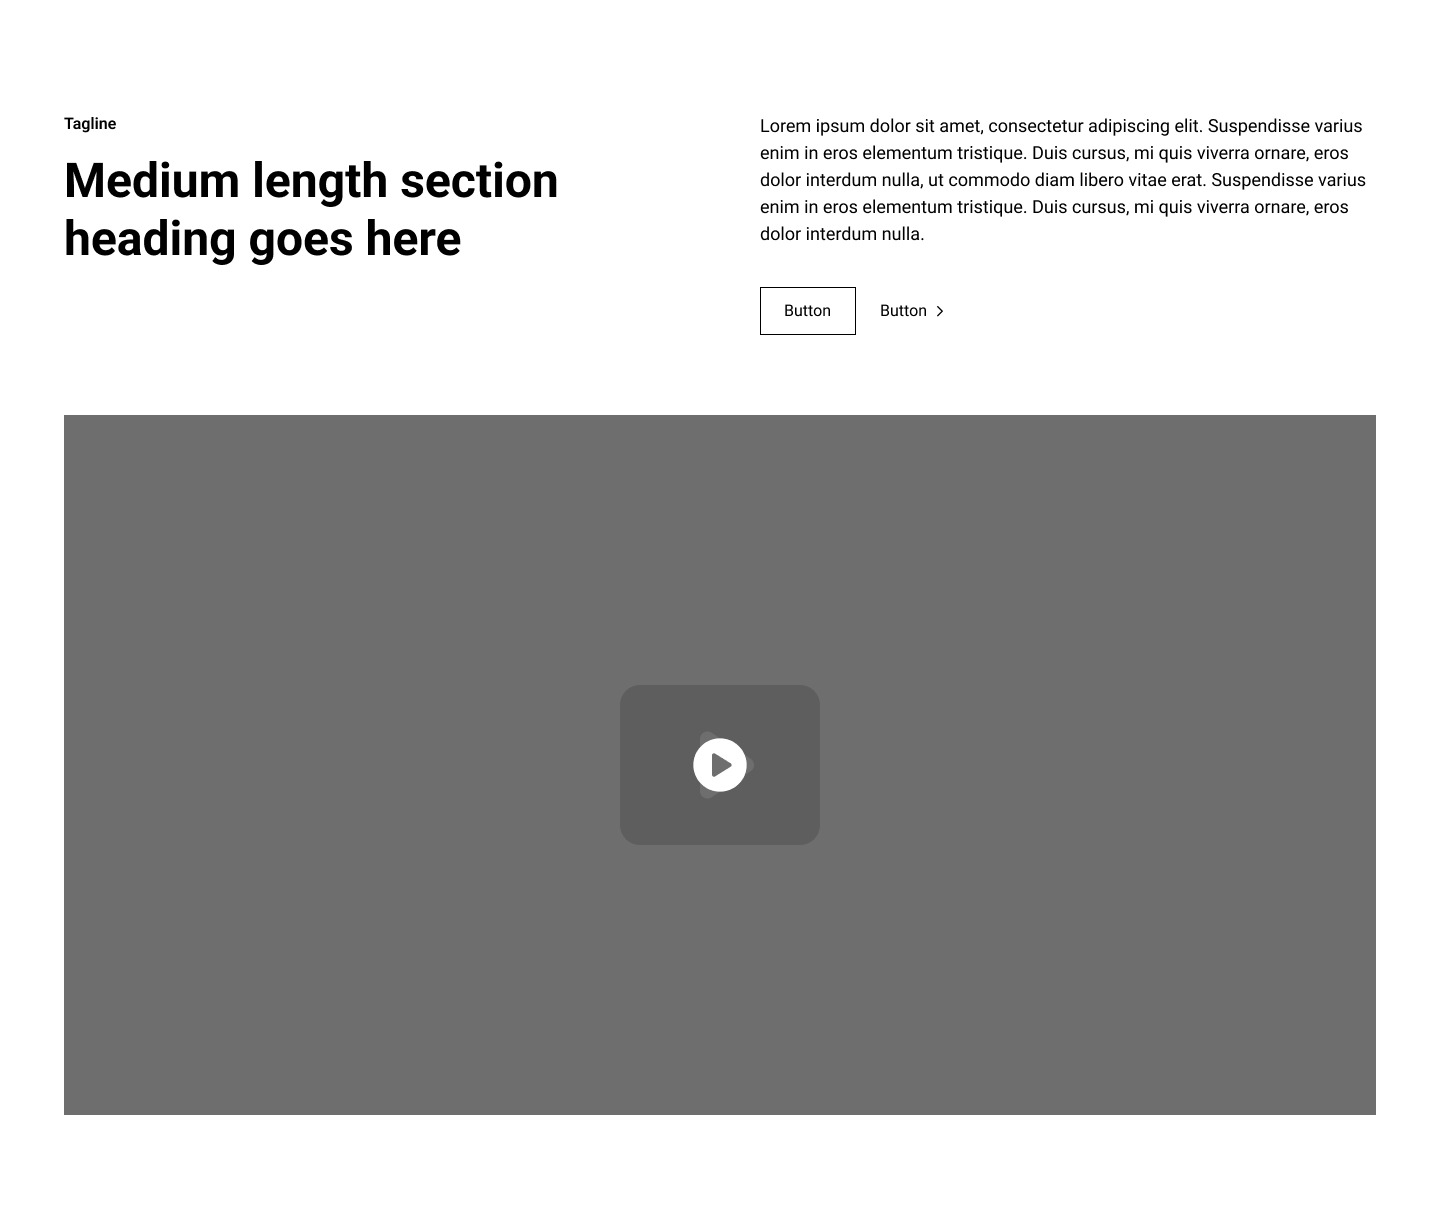 Tagline
Medium length section
heading goes here
Lorem ipsum dolor sit amet, consectetur adipiscing elit. Suspendisse varius
enim in eros elementum tristique. Duis cursus, mi quis viverra ornare, eros
dolor interdum nulla, ut commodo diam libero vitae erat. Suspendisse varius
enim in eros elementum tristique. Duis cursus, mi quis viverra ornare, eros
dolor interdum nulla.
Button
Button